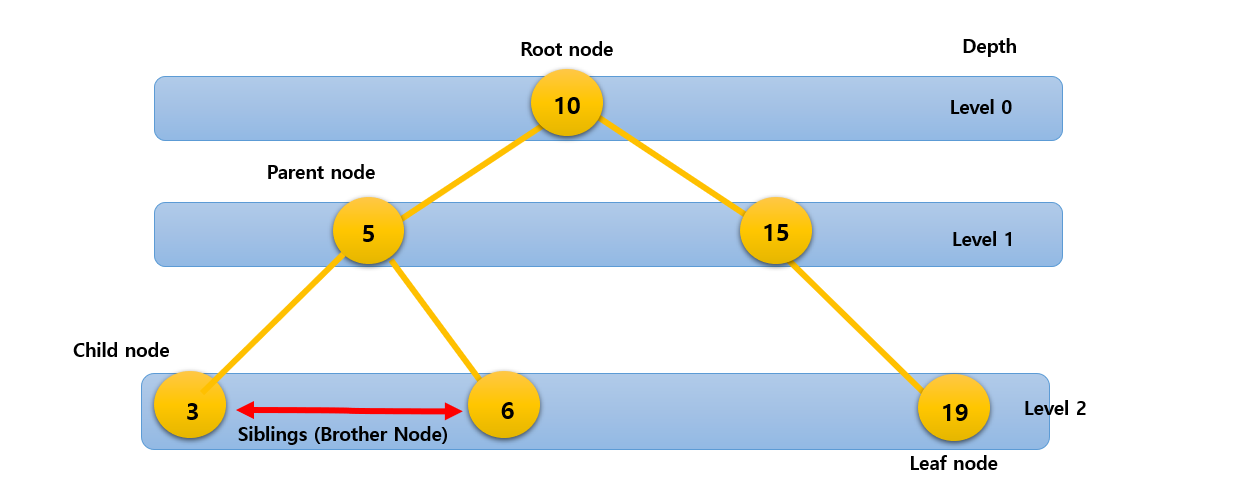 Root node
Depth
10
Level 0
Parent node
5
15
Level 1
Child node
3
6
19
Level 2
Siblings (Brother Node)
Leaf node